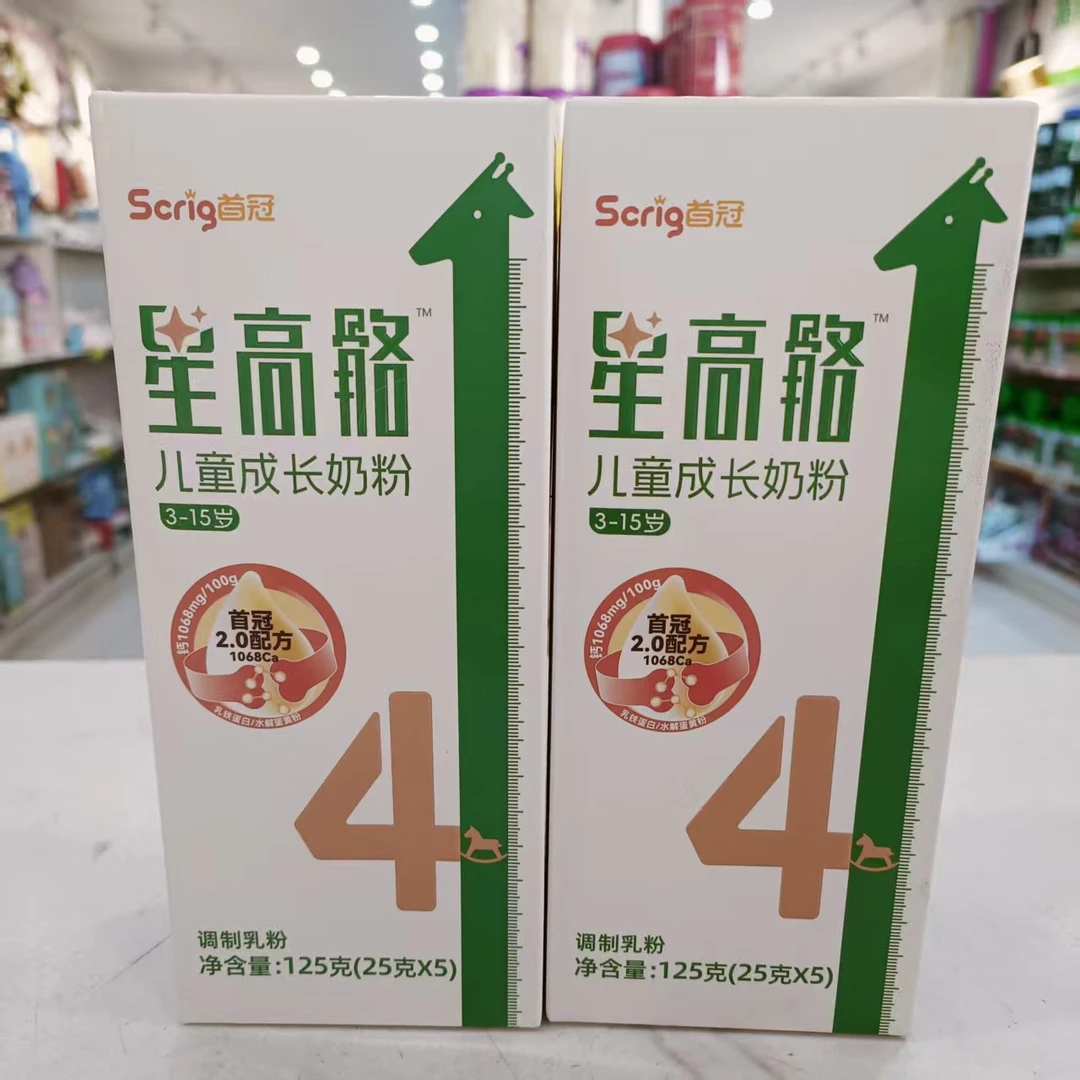 Scrig首冠
星高骼™
儿童成长奶粉
3-15岁
钙1068mg/100g
首冠
2.0配方
1068Ca
乳铁蛋白/水解蛋黄粉
4
调制乳粉
净含量:125克(25克X5)
Scrig首冠
星高骼™
儿童成长奶粉
3-15岁
钙1068mg/100g
首冠
2.0配方
1068Ca
乳铁蛋白/水解蛋黄粉
4
调制乳粉
净含量:125克(25克X5)